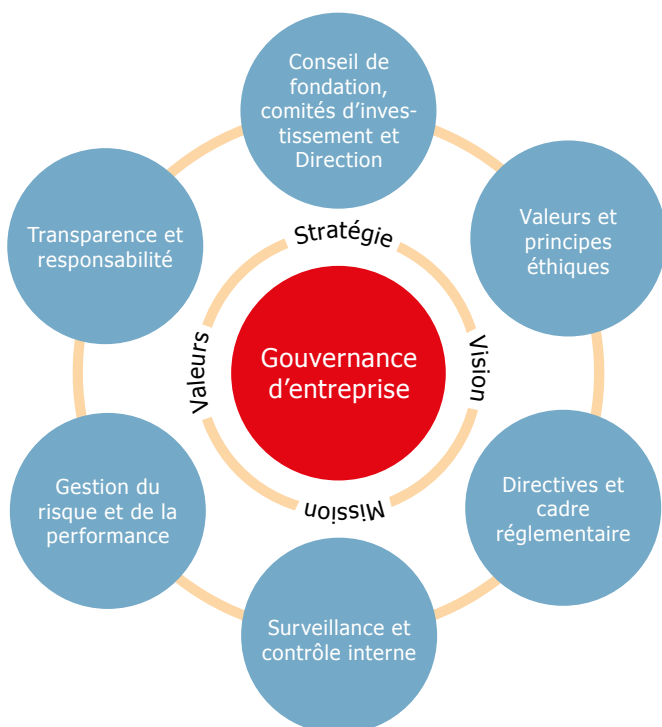 Conseil de
fondation,
comités d’inves-
tissement et
Direction
Transparence et
responsabilité
Valeurs et
principes
éthiques
Stratégie
Valeurs
Gouvernance
d’entreprise
Vision
Mission
Gestion du
risque et de la
performance
Directives et
cadre
réglementaire
Surveillance et
contrôle interne